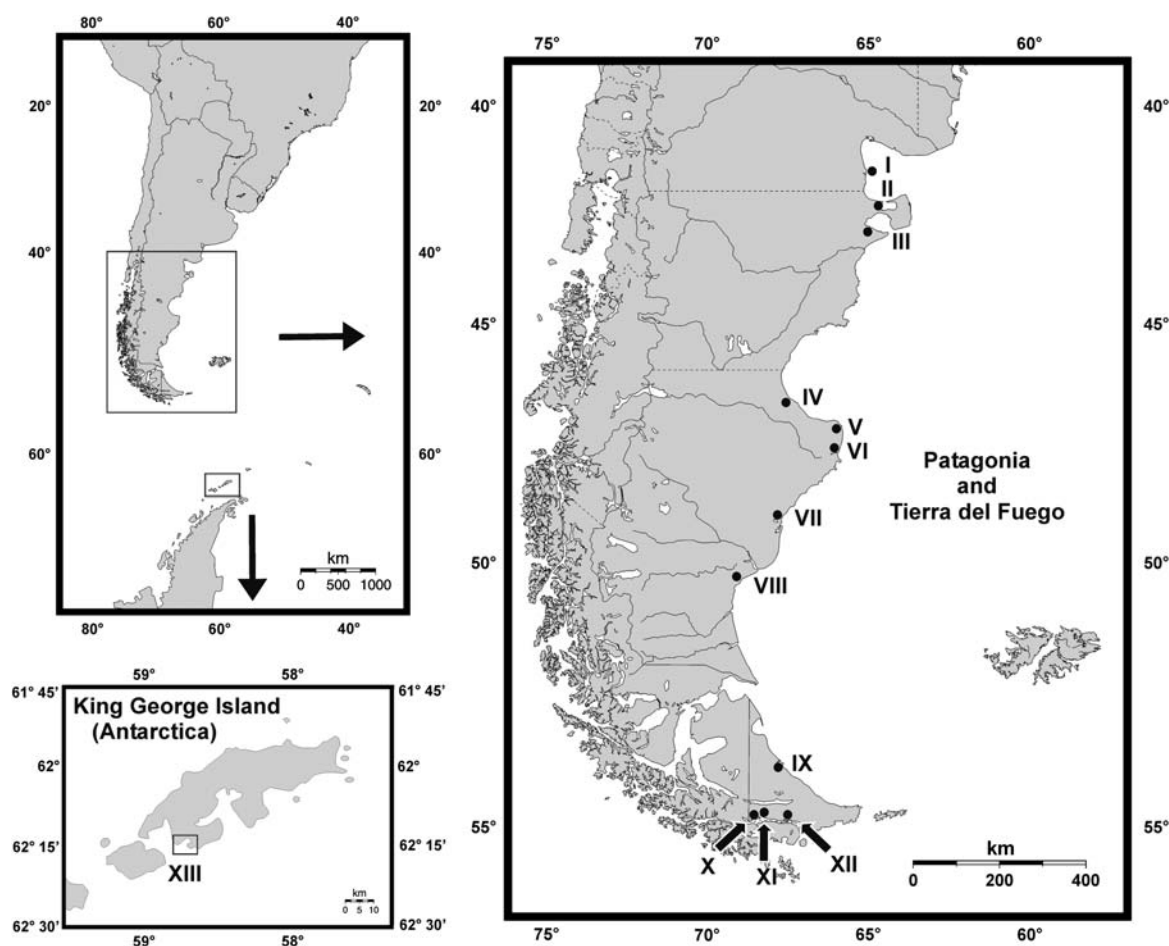 80° 60° 40°
20° 20°
40° 40°
60° 60°
km
0 500 1000
80° 60° 40°
59° 58°
61° 45’ 61° 45’
King George Island
(Antarctica)
62° 62°
62° 15’ 62° 15’
XIII
km
0 5 10
62° 30’ 62° 30’
59° 58°
75° 70° 65° 60°
40° 40°
I
II
III
45° 45°
IV
V
VI
Patagonia
and
Tierra del Fuego
VII
50° 50°
VIII
IX
55° 55°
X XI XII
km
0 200 400
75° 70° 65° 60°